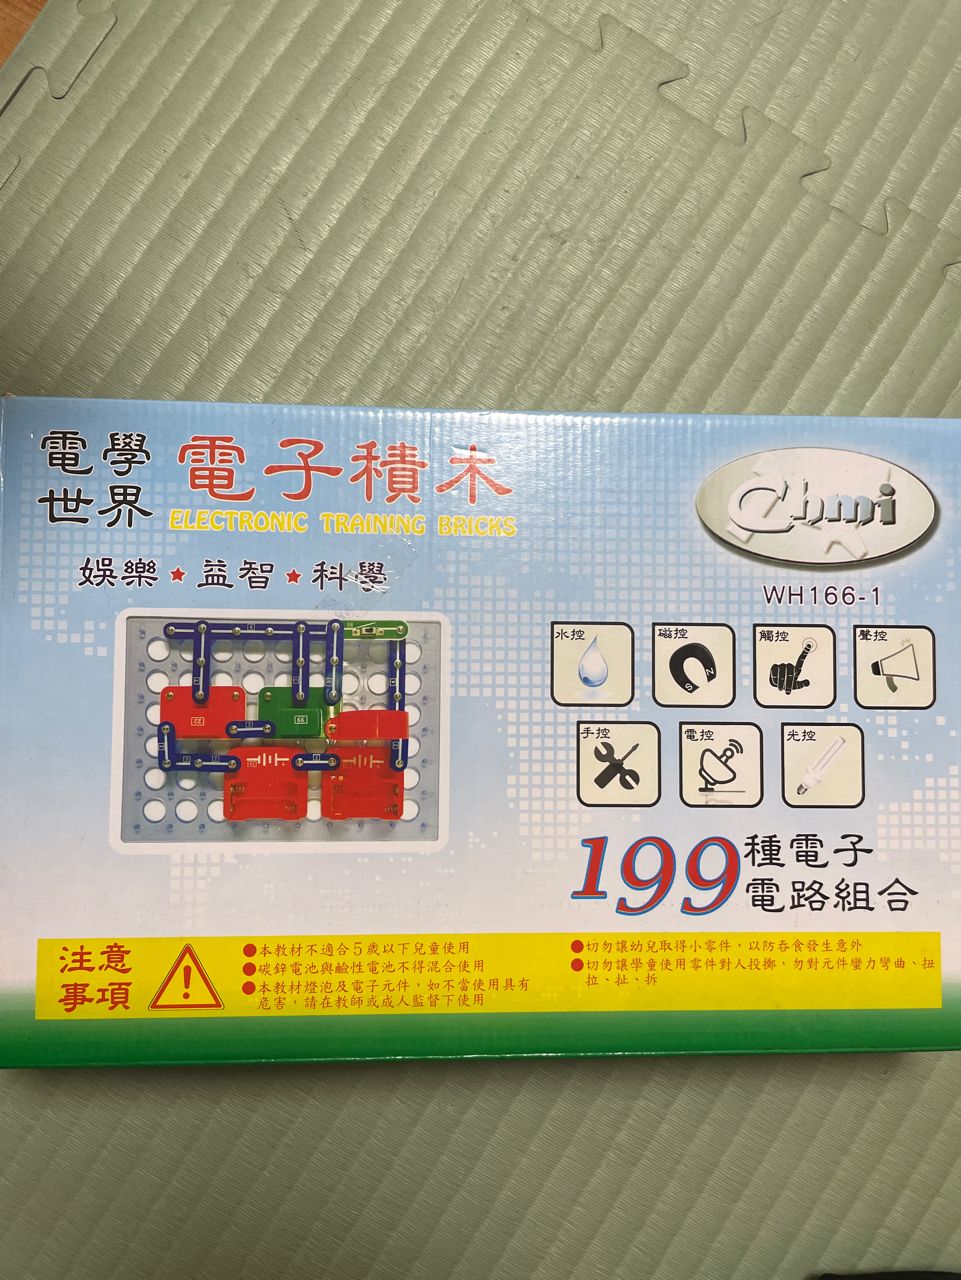 電學
世界
電子積木
ELECTRONIC TRAINING BRICKS
娛樂★益智★科學
Chmi
WH166-1
水控
磁控
觸控
聲控
手控
電控
光控
22
66
199種電子
電路組合
注意
事項
●本教材不適合5歲以下兒童使用
●碳鋅電池與鹼性電池不得混合使用
●本教材燈泡及電子元件，如不當使用具有
危害，請在教師或成人監督下使用
●切勿讓幼兒取得小零件，以防吞食發生意外
●切勿讓學童使用零件對人投擲，勿對元件蠻力彎曲、扭
拉、扯、拆